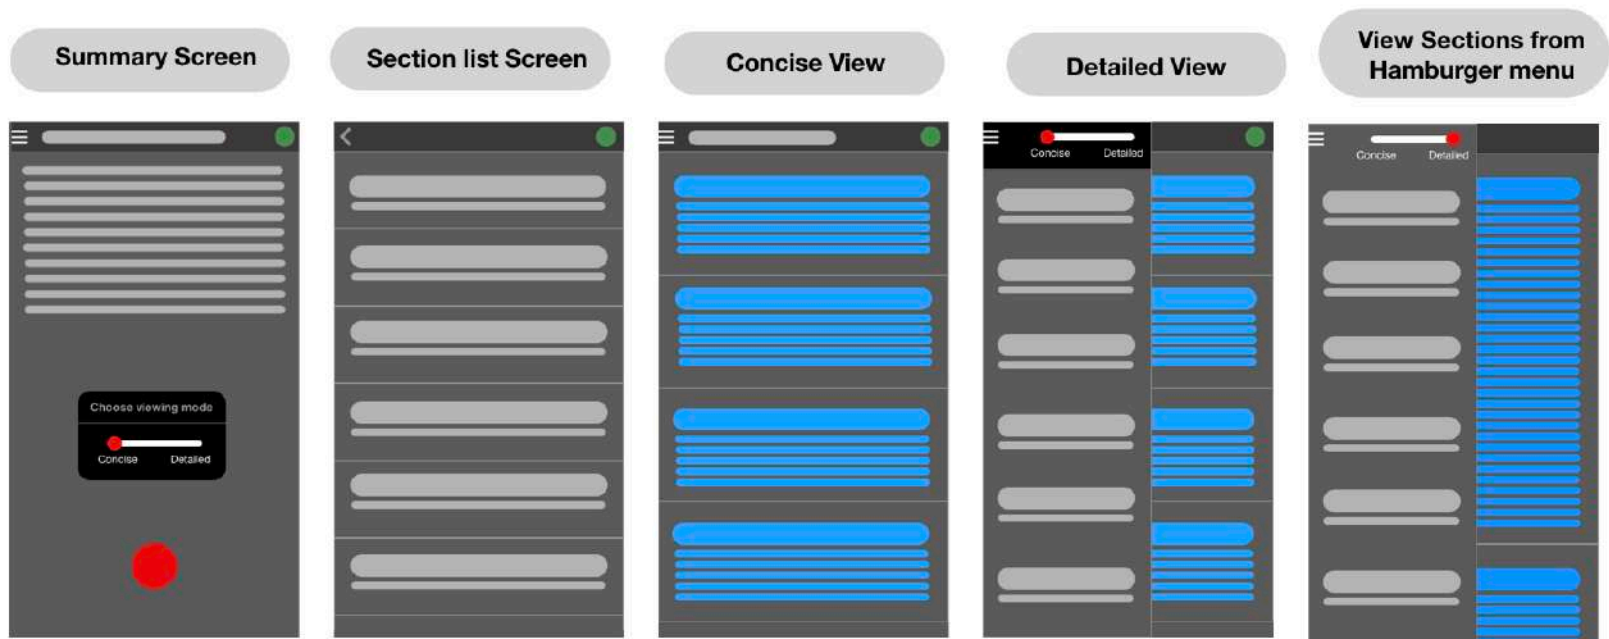 Summary Screen
Section list Screen
Concise View
Detailed View
View Sections from
Hamburger menu
Choose viewing mode
Concise Detailed
Concise Detailed
Concise Detailed